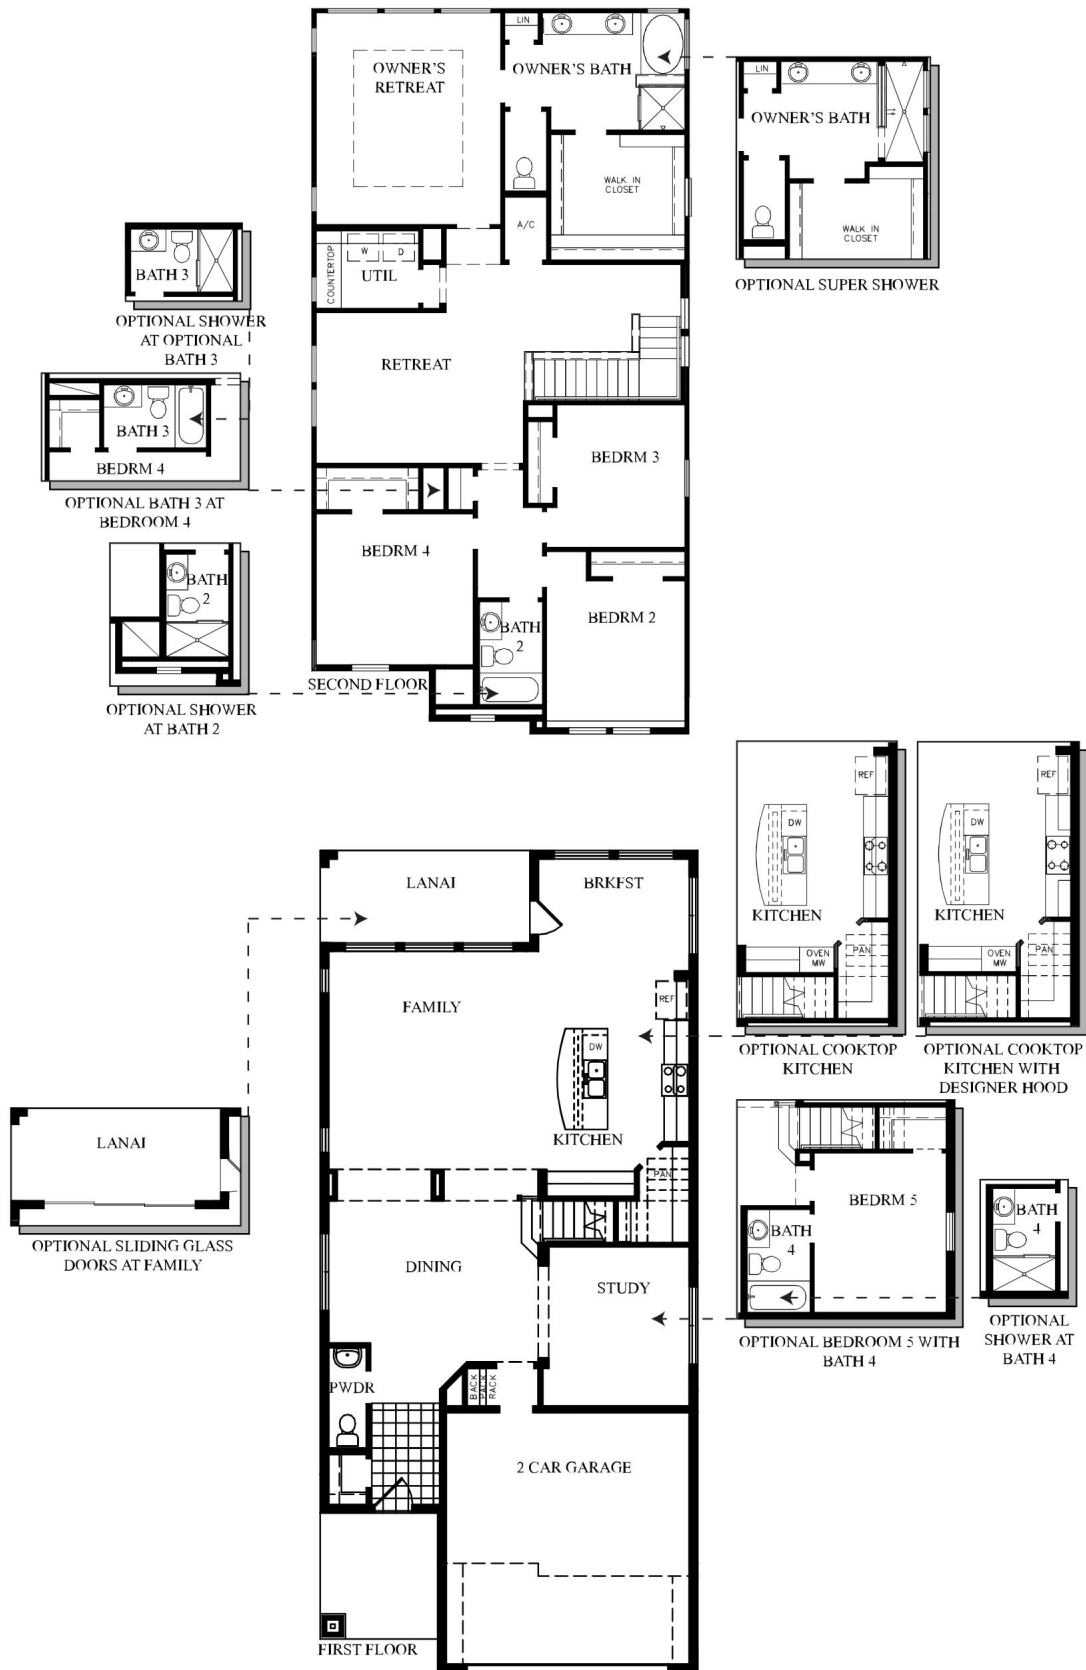 LIN
OWNER'S
RETREAT
OWNER'S BATH
WALK IN
CLOSET
A/C
W
D
COUNTERTOP
UTIL
RETREAT
BEDRM 3
BEDRM 4
BEDRM 2
BATH
2
SECOND FLOOR
LIN
OWNER'S BATH
WALK IN
CLOSET
OPTIONAL SUPER SHOWER
BATH 3
OPTIONAL SHOWER
AT OPTIONAL
BATH 3
BATH 3
BEDRM 4
OPTIONAL BATH 3 AT
BEDROOM 4
BATH
2
OPTIONAL SHOWER
AT BATH 2
REF
DW
KITCHEN
OVEN
MW
PAN
OPTIONAL COOKTOP
KITCHEN
REF
DW
KITCHEN
OVEN
MW
PAN
OPTIONAL COOKTOP
KITCHEN WITH
DESIGNER HOOD
LANAI
BRKFST
FAMILY
REF
DW
KITCHEN
PAN
DINING
STUDY
PWDR
BACK
PACK
RACK
2 CAR GARAGE
FIRST FLOOR
LANAI
OPTIONAL SLIDING GLASS
DOORS AT FAMILY
BEDRM 5
BATH
4
OPTIONAL BEDROOM 5 WITH
BATH 4
BATH
4
OPTIONAL
SHOWER AT
BATH 4